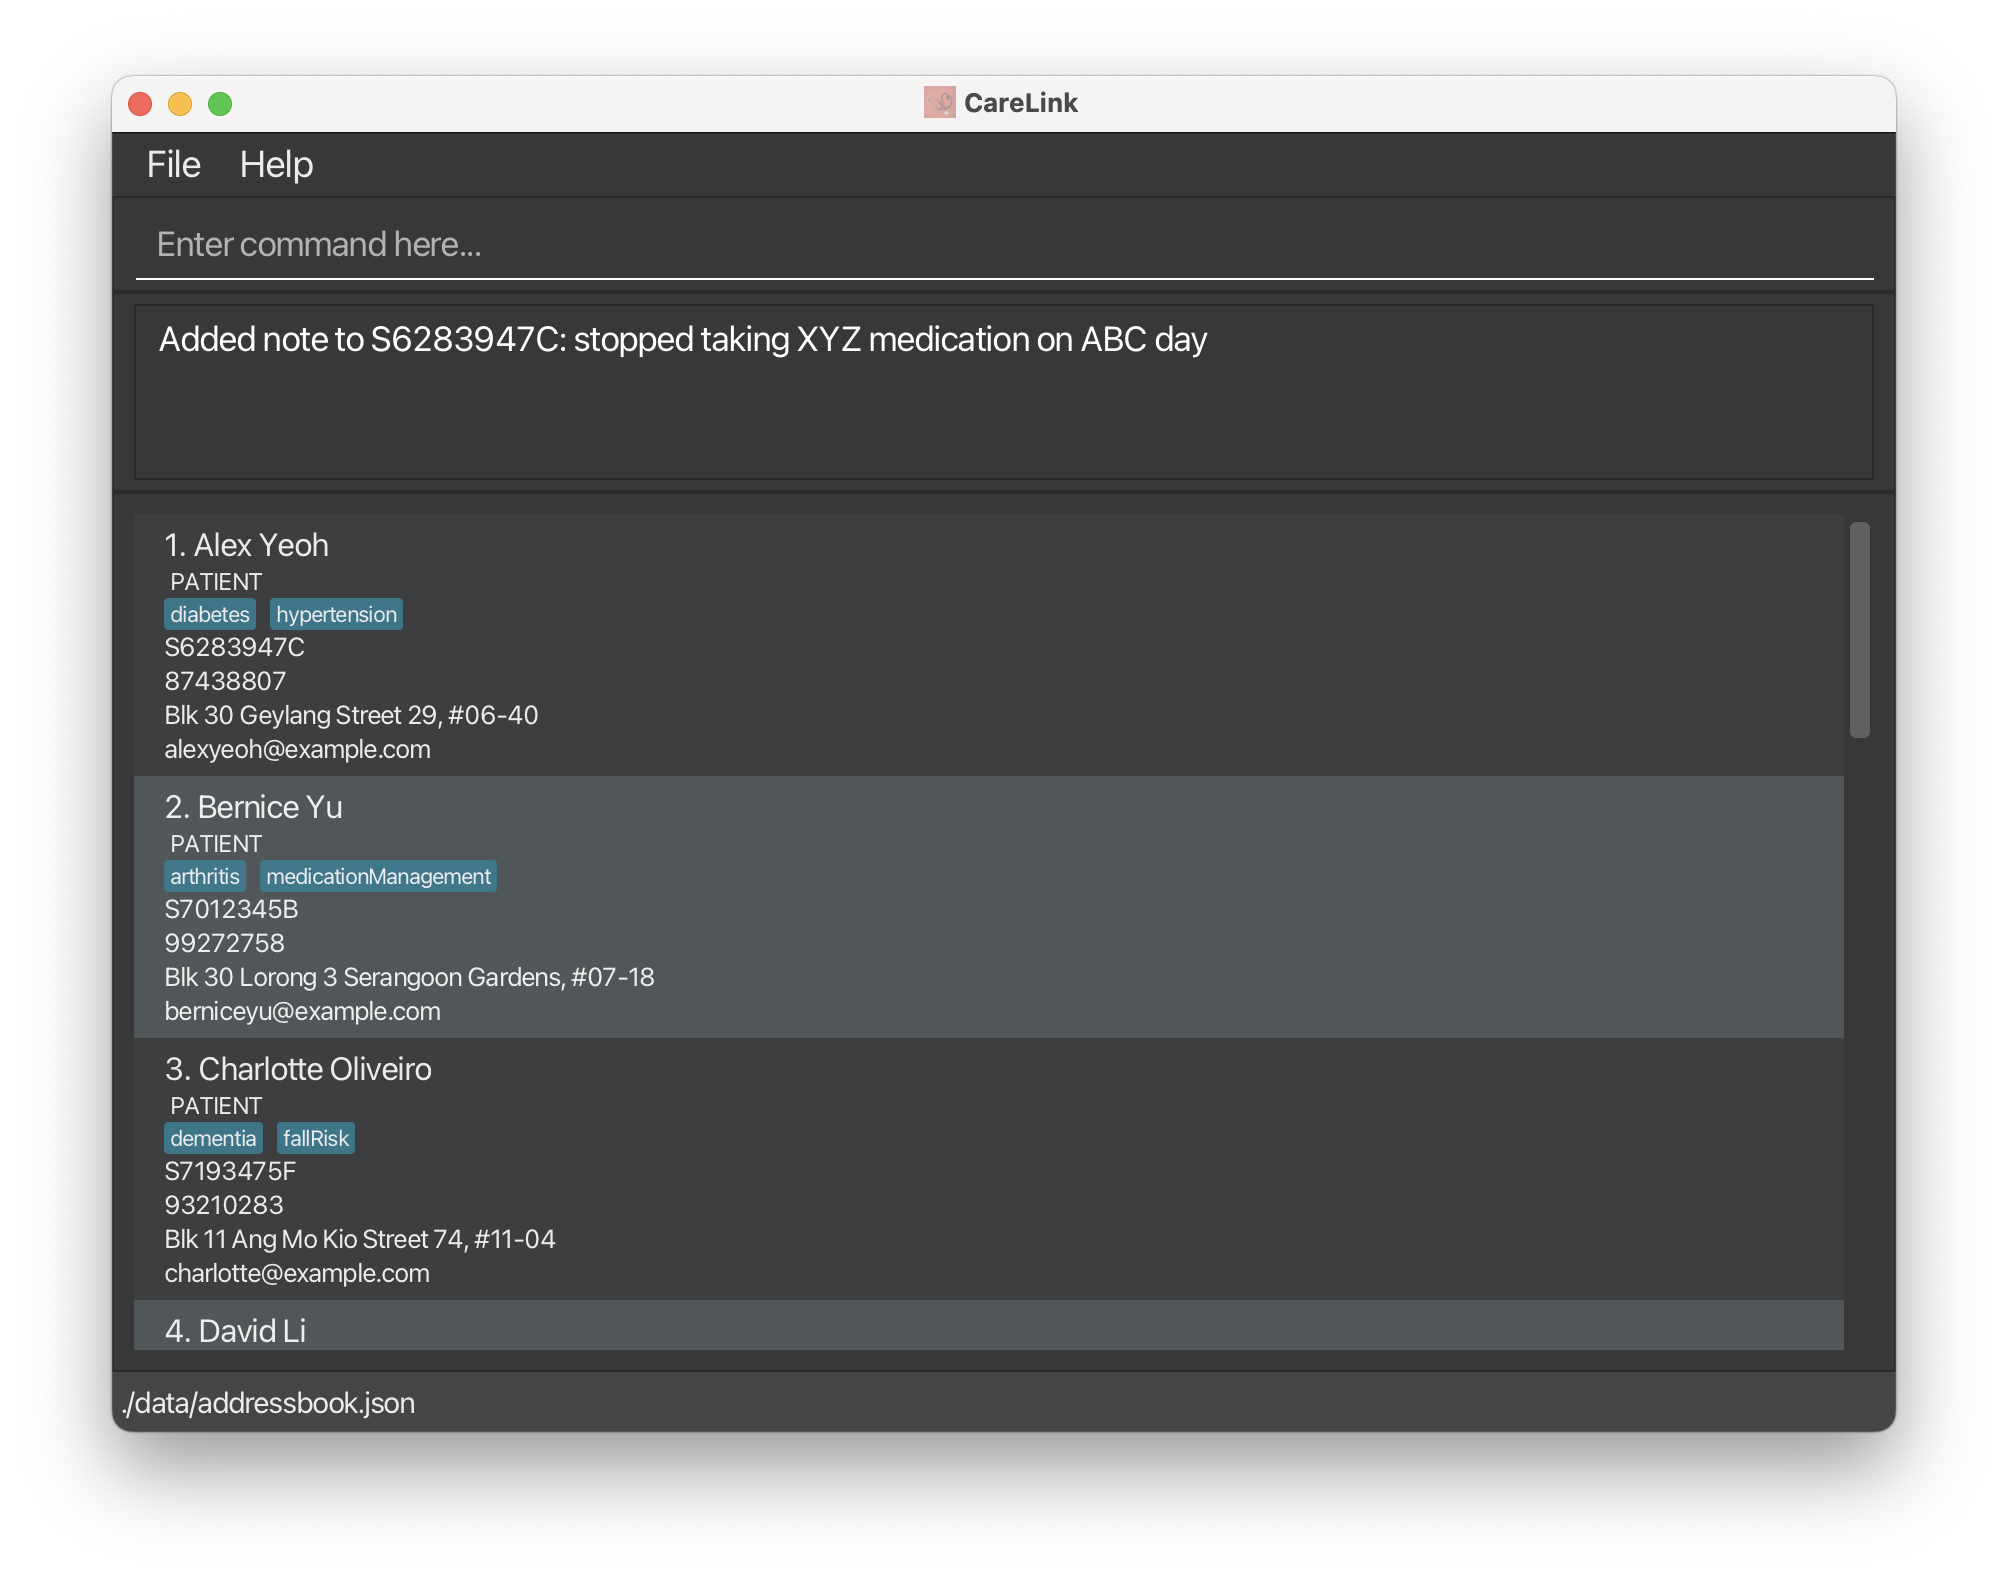 CareLink
File Help
Enter command here...
Added note to S6283947C: stopped taking XYZ medication on ABC day
1. Alex Yeoh
PATIENT
diabetes hypertension
S6283947C
87438807
Blk 30 Geylang Street 29, #06-40
alexyeoh@example.com
2. Bernice Yu
PATIENT
arthritis medicationManagement
S7012345B
99272758
Blk 30 Lorong 3 Serangoon Gardens, #07-18
berniceyu@example.com
3. Charlotte Oliveiro
PATIENT
dementia fallRisk
S7193475F
93210283
Blk 11 Ang Mo Kio Street 74, #11-04
charlotte@example.com
4. David Li
./data/addressbook.json